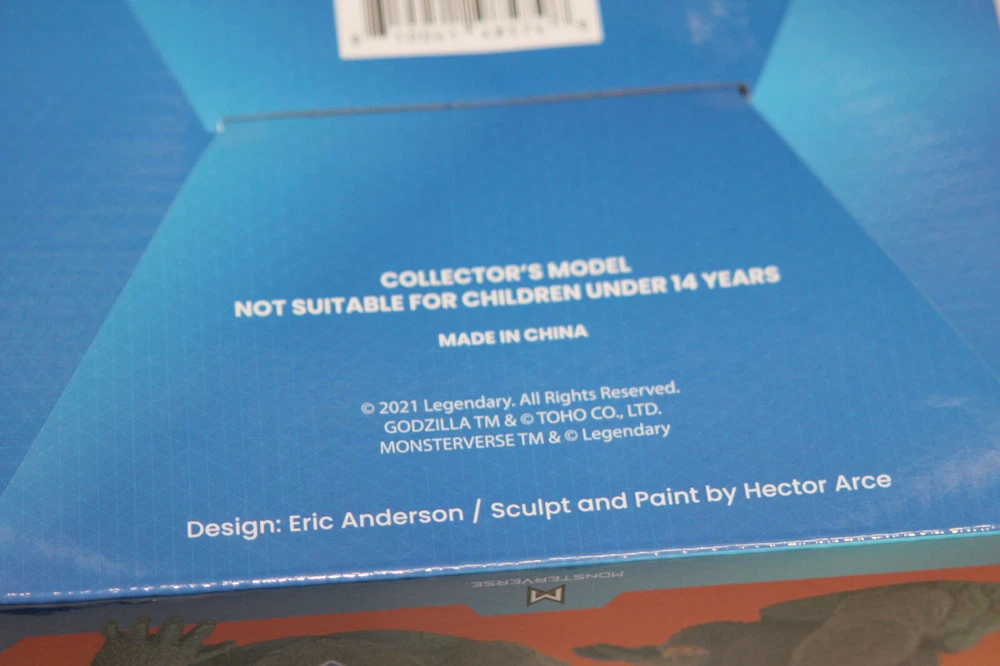 COLLECTOR'S MODEL
NOT SUITABLE FOR CHILDREN UNDER 14 YEARS
MADE IN CHINA
© 2021 Legendary. All Rights Reserved.
GODZILLA TM & © TOHO CO., LTD.
MONSTERVERSE TM & © Legendary
Design: Eric Anderson / Sculpt and Paint by Hector Arce
MONSTERVERSE